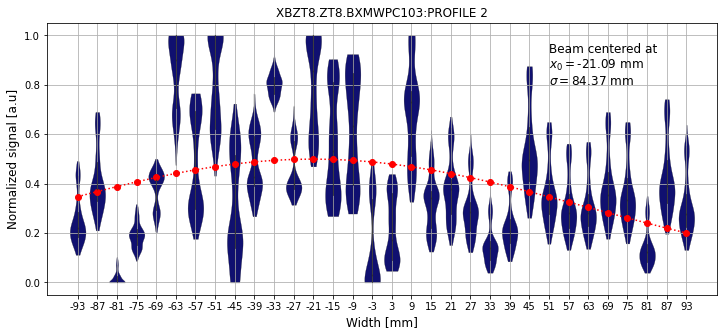 XBZT8.ZT8.BXMWPC103:PROFILE 2
Beam centered at
x₀ = -21.09 mm
σ = 84.37 mm
Normalized signal [a.u]
1.0
0.8
0.6
0.4
0.2
0.0
-93 -87 -81 -75 -69 -63 -57 -51 -45 -39 -33 -27 -21 -15 -9 -3 3 9 15 21 27 33 39 45 51 57 63 69 75 81 87 93
Width [mm]